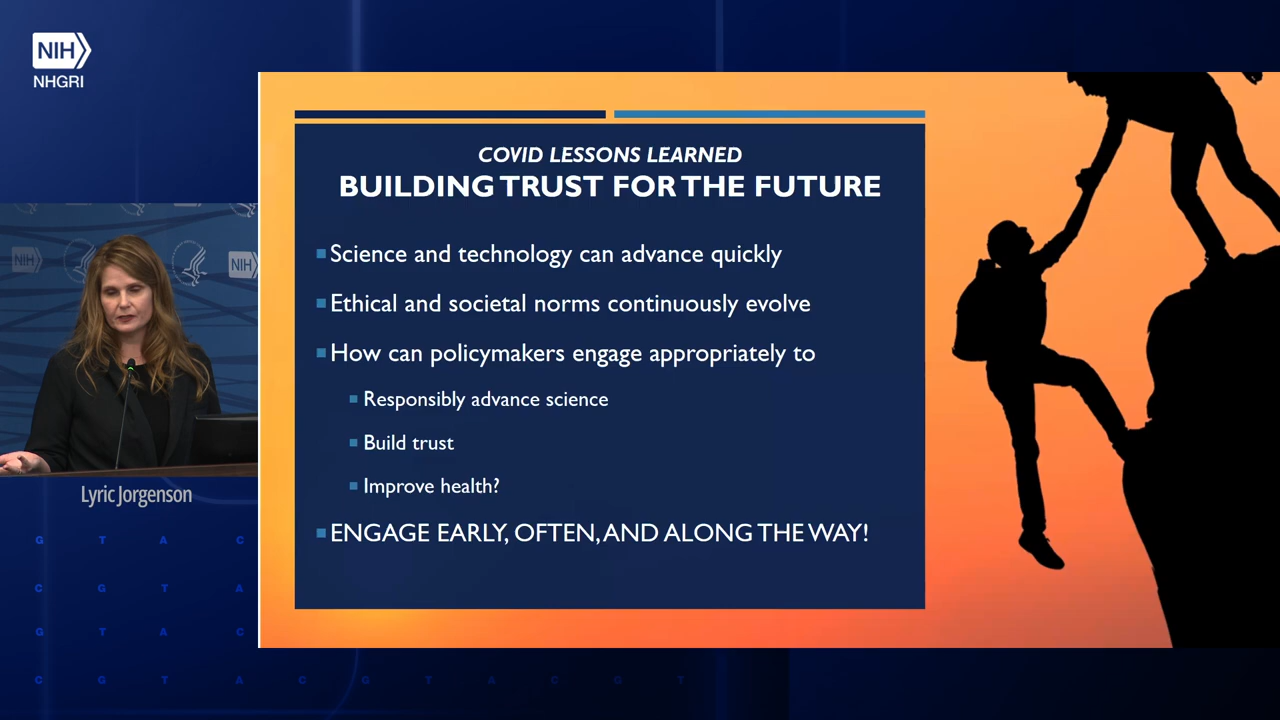 NIH
NHGRI
COVID LESSONS LEARNED
BUILDING TRUST FOR THE FUTURE
Science and technology can advance quickly
Ethical and societal norms continuously evolve
How can policymakers engage appropriately to
Responsibly advance science
Build trust
Improve health?
ENGAGE EARLY, OFTEN, AND ALONG THE WAY!
NIH
NIH
Lyric Jorgenson
G T A C
C G T A
G T A C
C G T A C G T A C G T